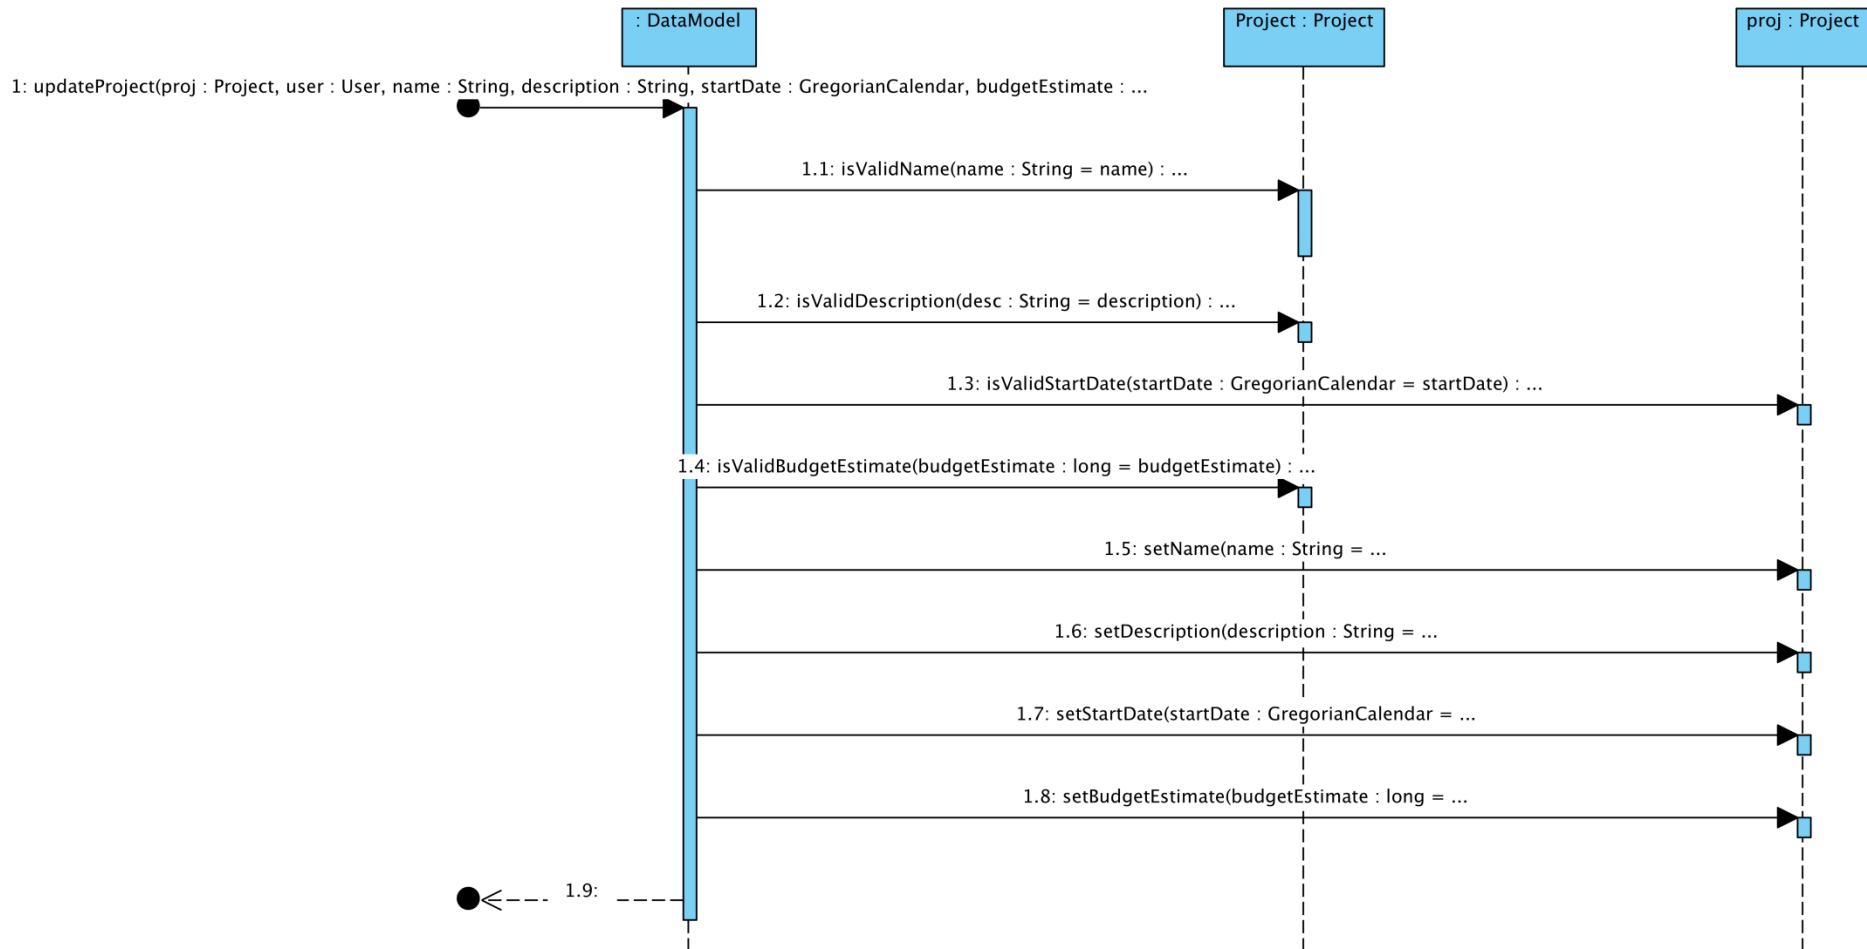 : DataModel
Project : Project
proj : Project
1: updateProject(proj : Project, user : User, name : String, description : String, startDate : GregorianCalendar, budgetEstimate : ...
1.1: isValidName(name : String = name) : ...
1.2: isValidDescription(desc : String = description) : ...
1.3: isValidStartDate(startDate : GregorianCalendar = startDate) : ...
1.4: isValidBudgetEstimate(budgetEstimate : long = budgetEstimate) : ...
1.5: setName(name : String = ...
1.6: setDescription(description : String = ...
1.7: setStartDate(startDate : GregorianCalendar = ...
1.8: setBudgetEstimate(budgetEstimate : long = ...
1.9: